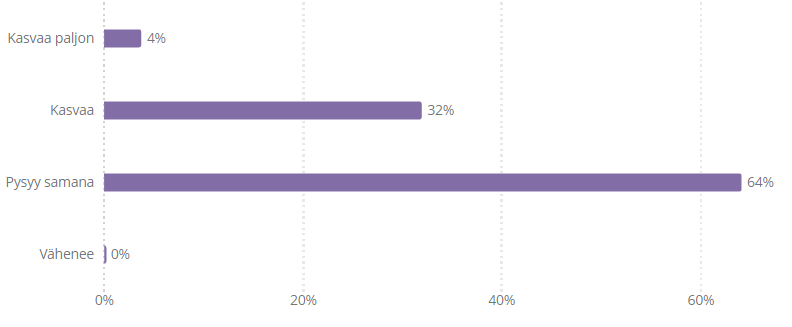 Kasvaa paljon 4%
Kasvaa 32%
Pysyy samana 64%
Vähenee 0%
0% 20% 40% 60%